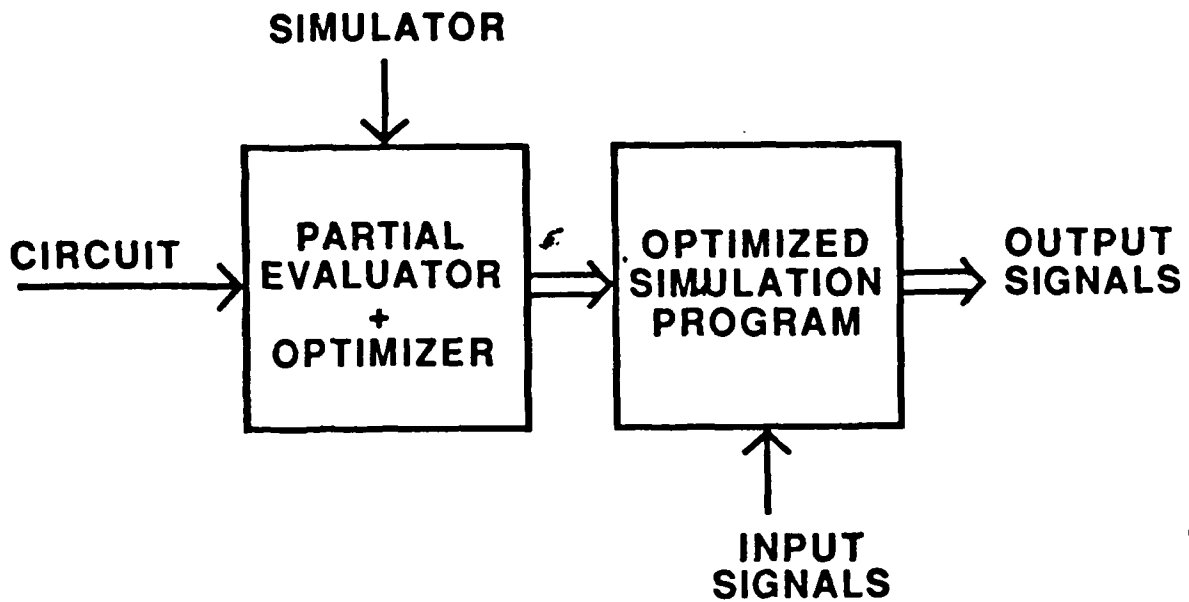 SIMULATOR
CIRCUIT
PARTIAL
EVALUATOR
+
OPTIMIZER
OPTIMIZED
SIMULATION
PROGRAM
OUTPUT
SIGNALS
INPUT
SIGNALS